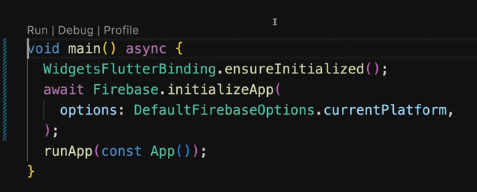 Run | Debug | Profile
void main() async {
  WidgetsFlutterBinding.ensureInitialized();
  await Firebase.initializeApp(
    options: DefaultFirebaseOptions.currentPlatform,
  );
  runApp(const App());
}